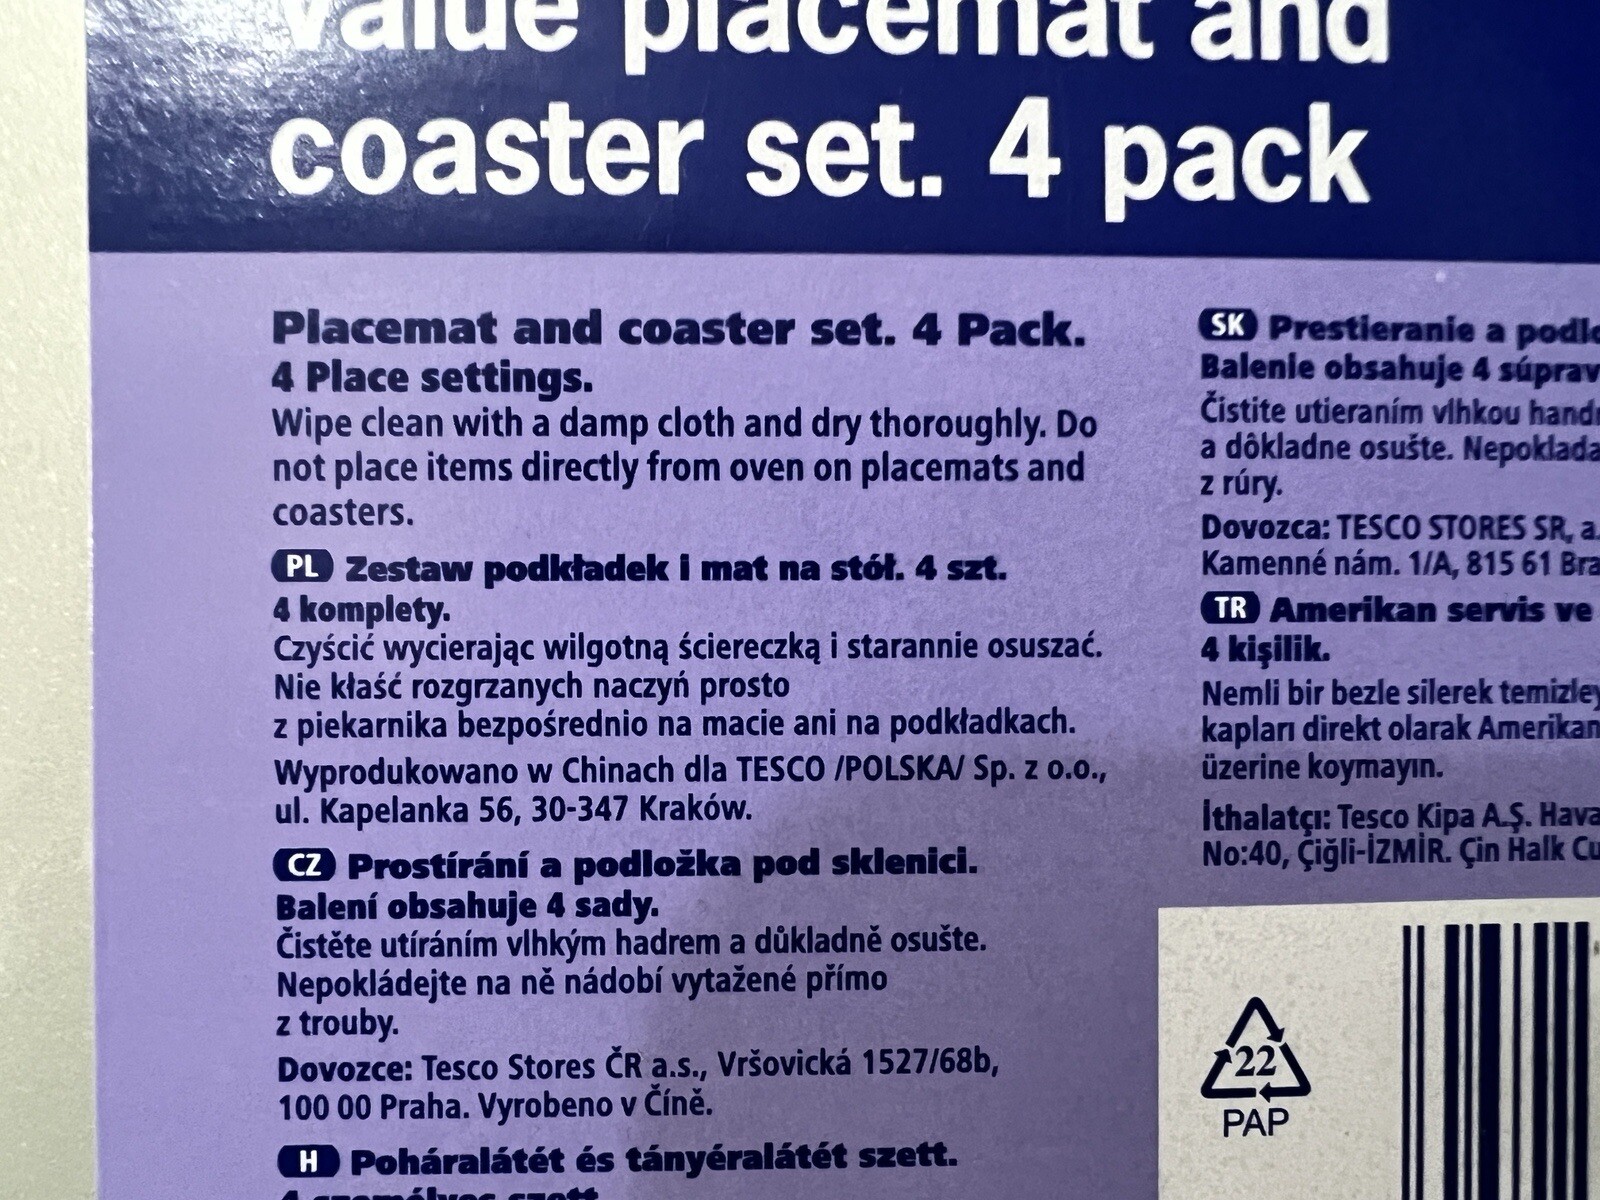 value placemat and
coaster set. 4 pack
Placemat and coaster set. 4 Pack.
4 Place settings.
Wipe clean with a damp cloth and dry thoroughly. Do
not place items directly from oven on placemats and
coasters.
PL Zestaw podkładek i mat na stół. 4 szt.
4 komplety.
Czyścić wycierając wilgotną ściereczką i starannie osuszać.
Nie kłaść rozgrzanych naczyń prosto
z piekarnika bezpośrednio na macie ani na podkładkach.
Wyprodukowano w Chinach dla TESCO /POLSKA/ Sp. z o.o.,
ul. Kapelanka 56, 30-347 Kraków.
CZ Prostírání a podložka pod sklenici.
Balení obsahuje 4 sady.
Čistěte utíráním vlhkým hadrem a důkladně osušte.
Nepokládejte na ně nádobí vytažené přímo
z trouby.
Dovozce: Tesco Stores ČR a.s., Vršovická 1527/68b,
100 00 Praha. Vyrobeno v Číně.
H Poháralátét és tányéralátét szett.
4 személyes szett
SK Prestieranie a
Balenie obsahuje 4
Čistite utieraním vlhkou
a dôkladne osušte.
z rúry.
Dovozca: TESCO STORES SR,
Kamenné nám. 1/A, 815 61
TR Amerikan servis ve
4 kişilik.
Nemli bir bezle silerek
kapları direkt olarak Amerikan
üzerine koymayın.
İthalatçı: Tesco Kipa A.Ş.
No:40, Çiğli-İZMİR. Çin Halk
22
PAP